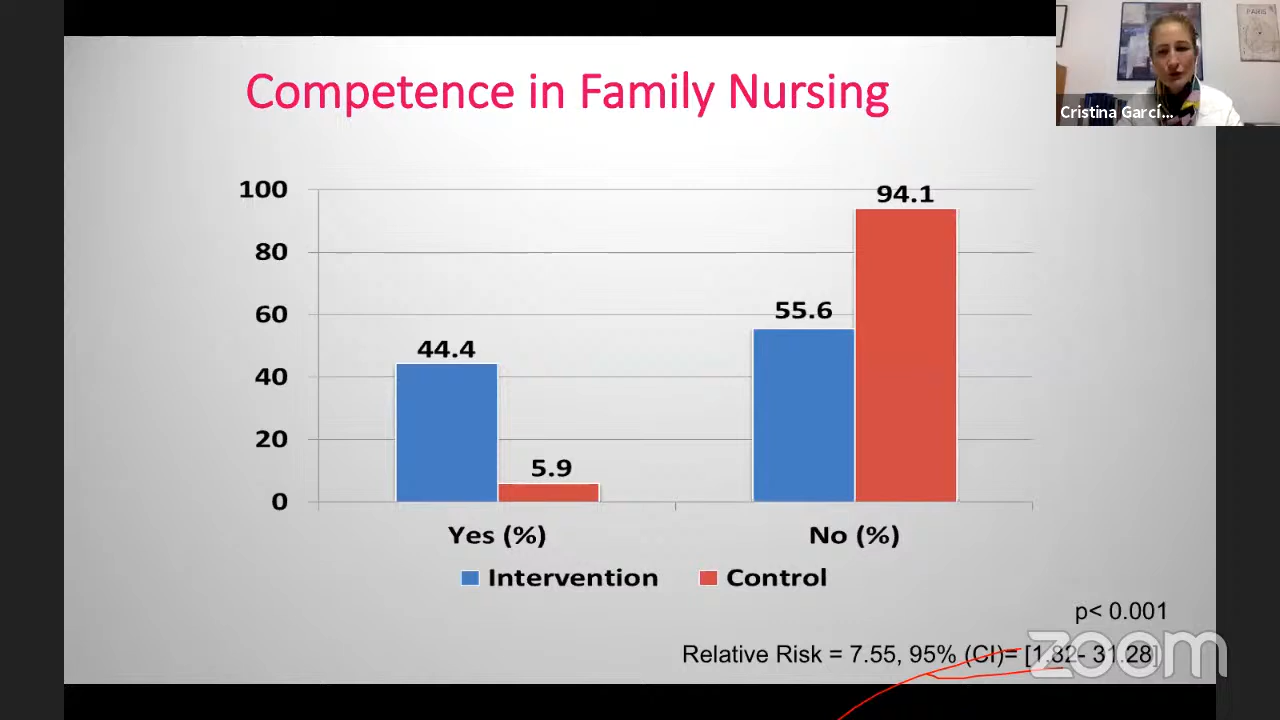 PARIS
Cristina Garcí...
Competence in Family Nursing
100
80
60
40
20
0
44.4
5.9
55.6
94.1
Yes (%)
No (%)
Intervention
Control
p< 0.001
Relative Risk = 7.55, 95% (CI)= [1.82- 31.28]
zoom